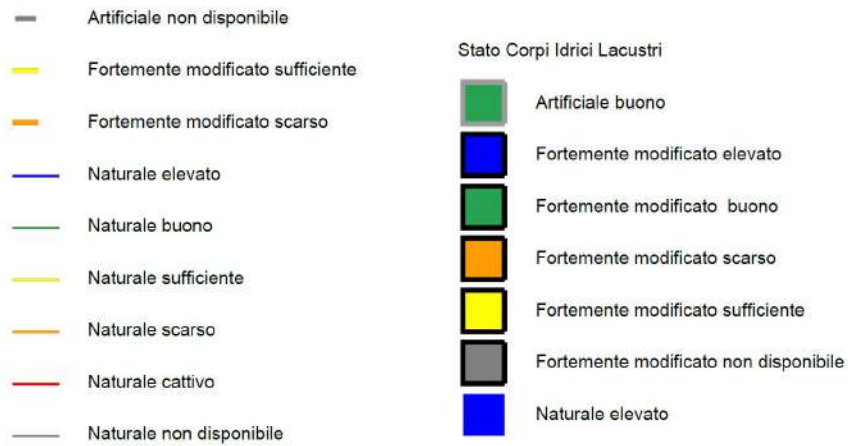 Artificiale non disponibile
Fortemente modificato sufficiente
Fortemente modificato scarso
Naturale elevato
Naturale buono
Naturale sufficiente
Naturale scarso
Naturale cattivo
Naturale non disponibile
Stato Corpi Idrici Lacustri
Artificiale buono
Fortemente modificato elevato
Fortemente modificato buono
Fortemente modificato scarso
Fortemente modificato sufficiente
Fortemente modificato non disponibile
Naturale elevato